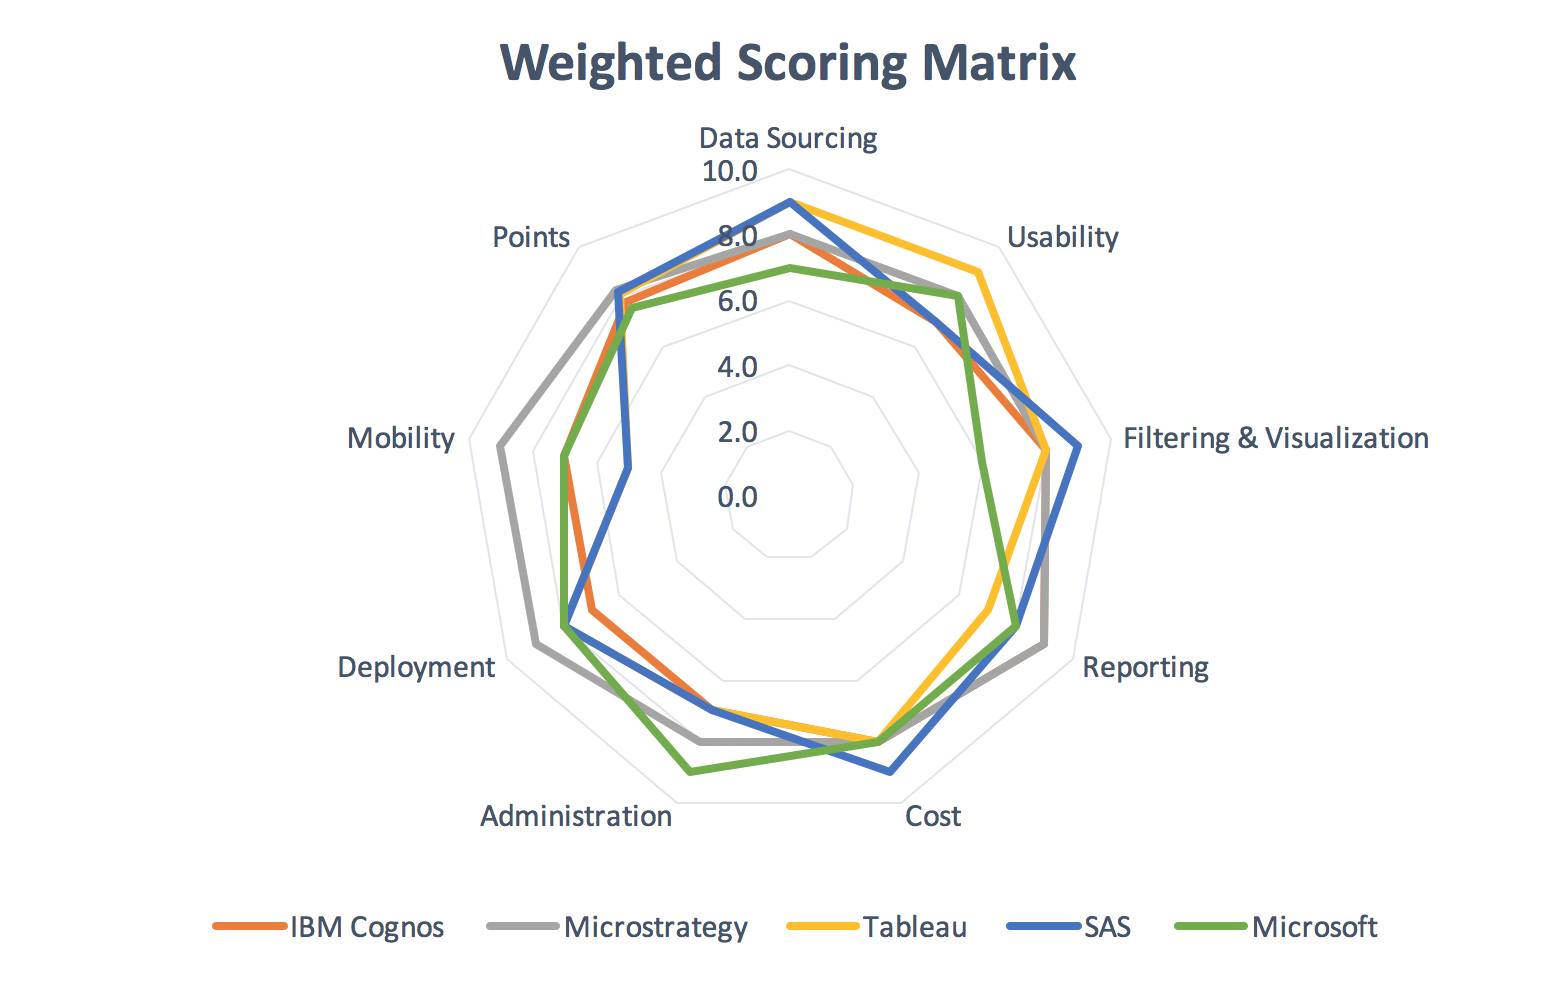 Weighted Scoring Matrix
Data Sourcing
10.0
Points
8.0
Usability
6.0
4.0
Mobility
2.0
Filtering & Visualization
0.0
Deployment
Reporting
Administration
Cost
IBM Cognos
Microstrategy
Tableau
SAS
Microsoft